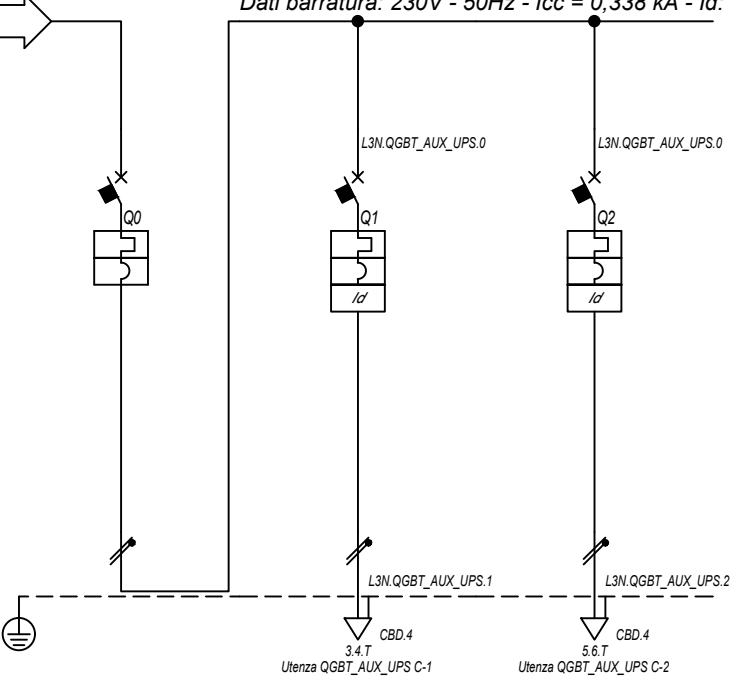 Dati barratura: 230V - 50Hz - Icc = 0,338 kA - Id:
L3N.QGBT_AUX_UPS.0
L3N.QGBT_AUX_UPS.0
Q0
Q1
Q2
Id
Id
L3N.QGBT_AUX_UPS.1
L3N.QGBT_AUX_UPS.2
CBD.4
CBD.4
3.4.T
5.6.T
Utenza QGBT_AUX_UPS C-1
Utenza QGBT_AUX_UPS C-2